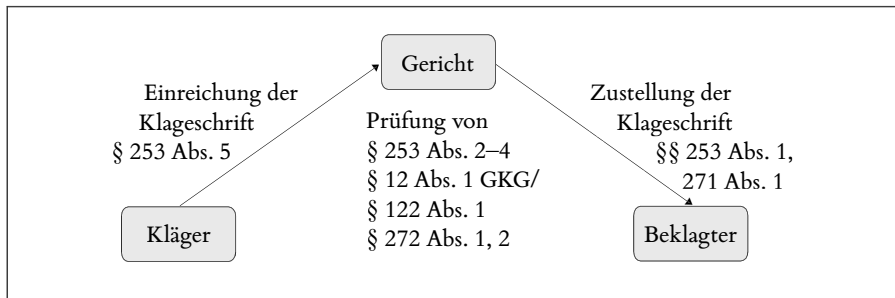 Gericht
Einreichung der
Klageschrift
§ 253 Abs. 5
Prüfung von
§ 253 Abs. 2–4
§ 12 Abs. 1 GKG/
§ 122 Abs. 1
§ 272 Abs. 1, 2
Zustellung der
Klageschrift
§§ 253 Abs. 1,
271 Abs. 1
Kläger
Beklagter